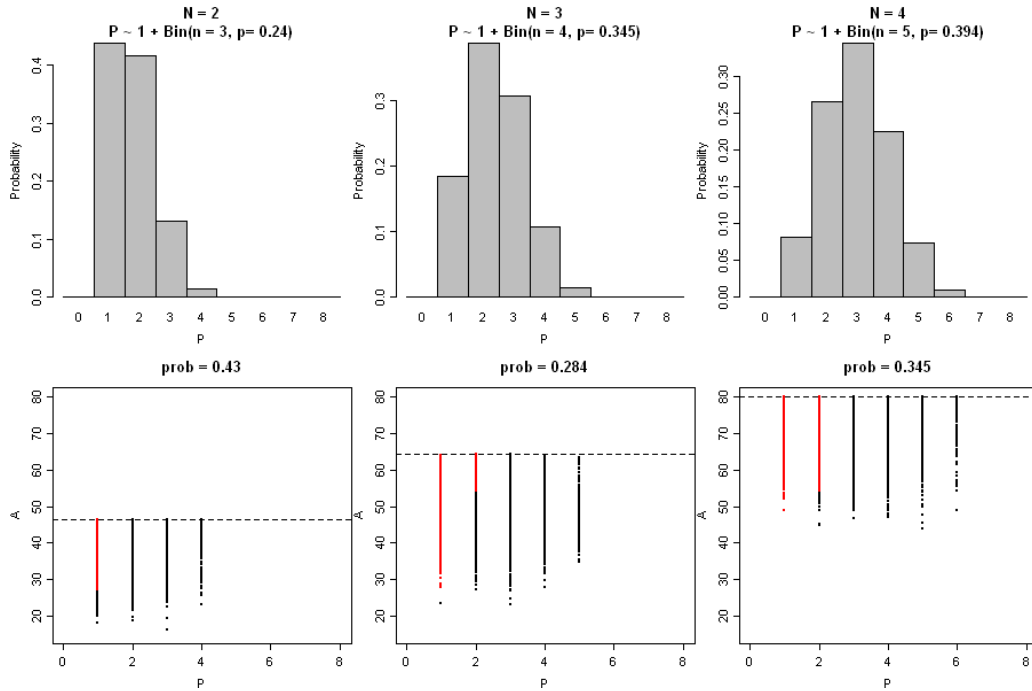 N = 2
P ~ 1 + Bin(n = 3, p= 0.24)
Probability
0.0
0.1
0.2
0.3
0.4
0 1 2 3 4 5 6 7 8
P
N = 3
P ~ 1 + Bin(n = 4, p= 0.345)
Probability
0.0
0.1
0.2
0.3
0 1 2 3 4 5 6 7 8
P
N = 4
P ~ 1 + Bin(n = 5, p= 0.394)
Probability
0.00
0.05
0.10
0.15
0.20
0.25
0.30
0 1 2 3 4 5 6 7 8
P
prob = 0.43
A
20
30
40
50
60
70
80
0 2 4 6 8
P
prob = 0.284
A
20
30
40
50
60
70
80
0 2 4 6 8
P
prob = 0.345
A
20
30
40
50
60
70
80
0 2 4 6 8
P